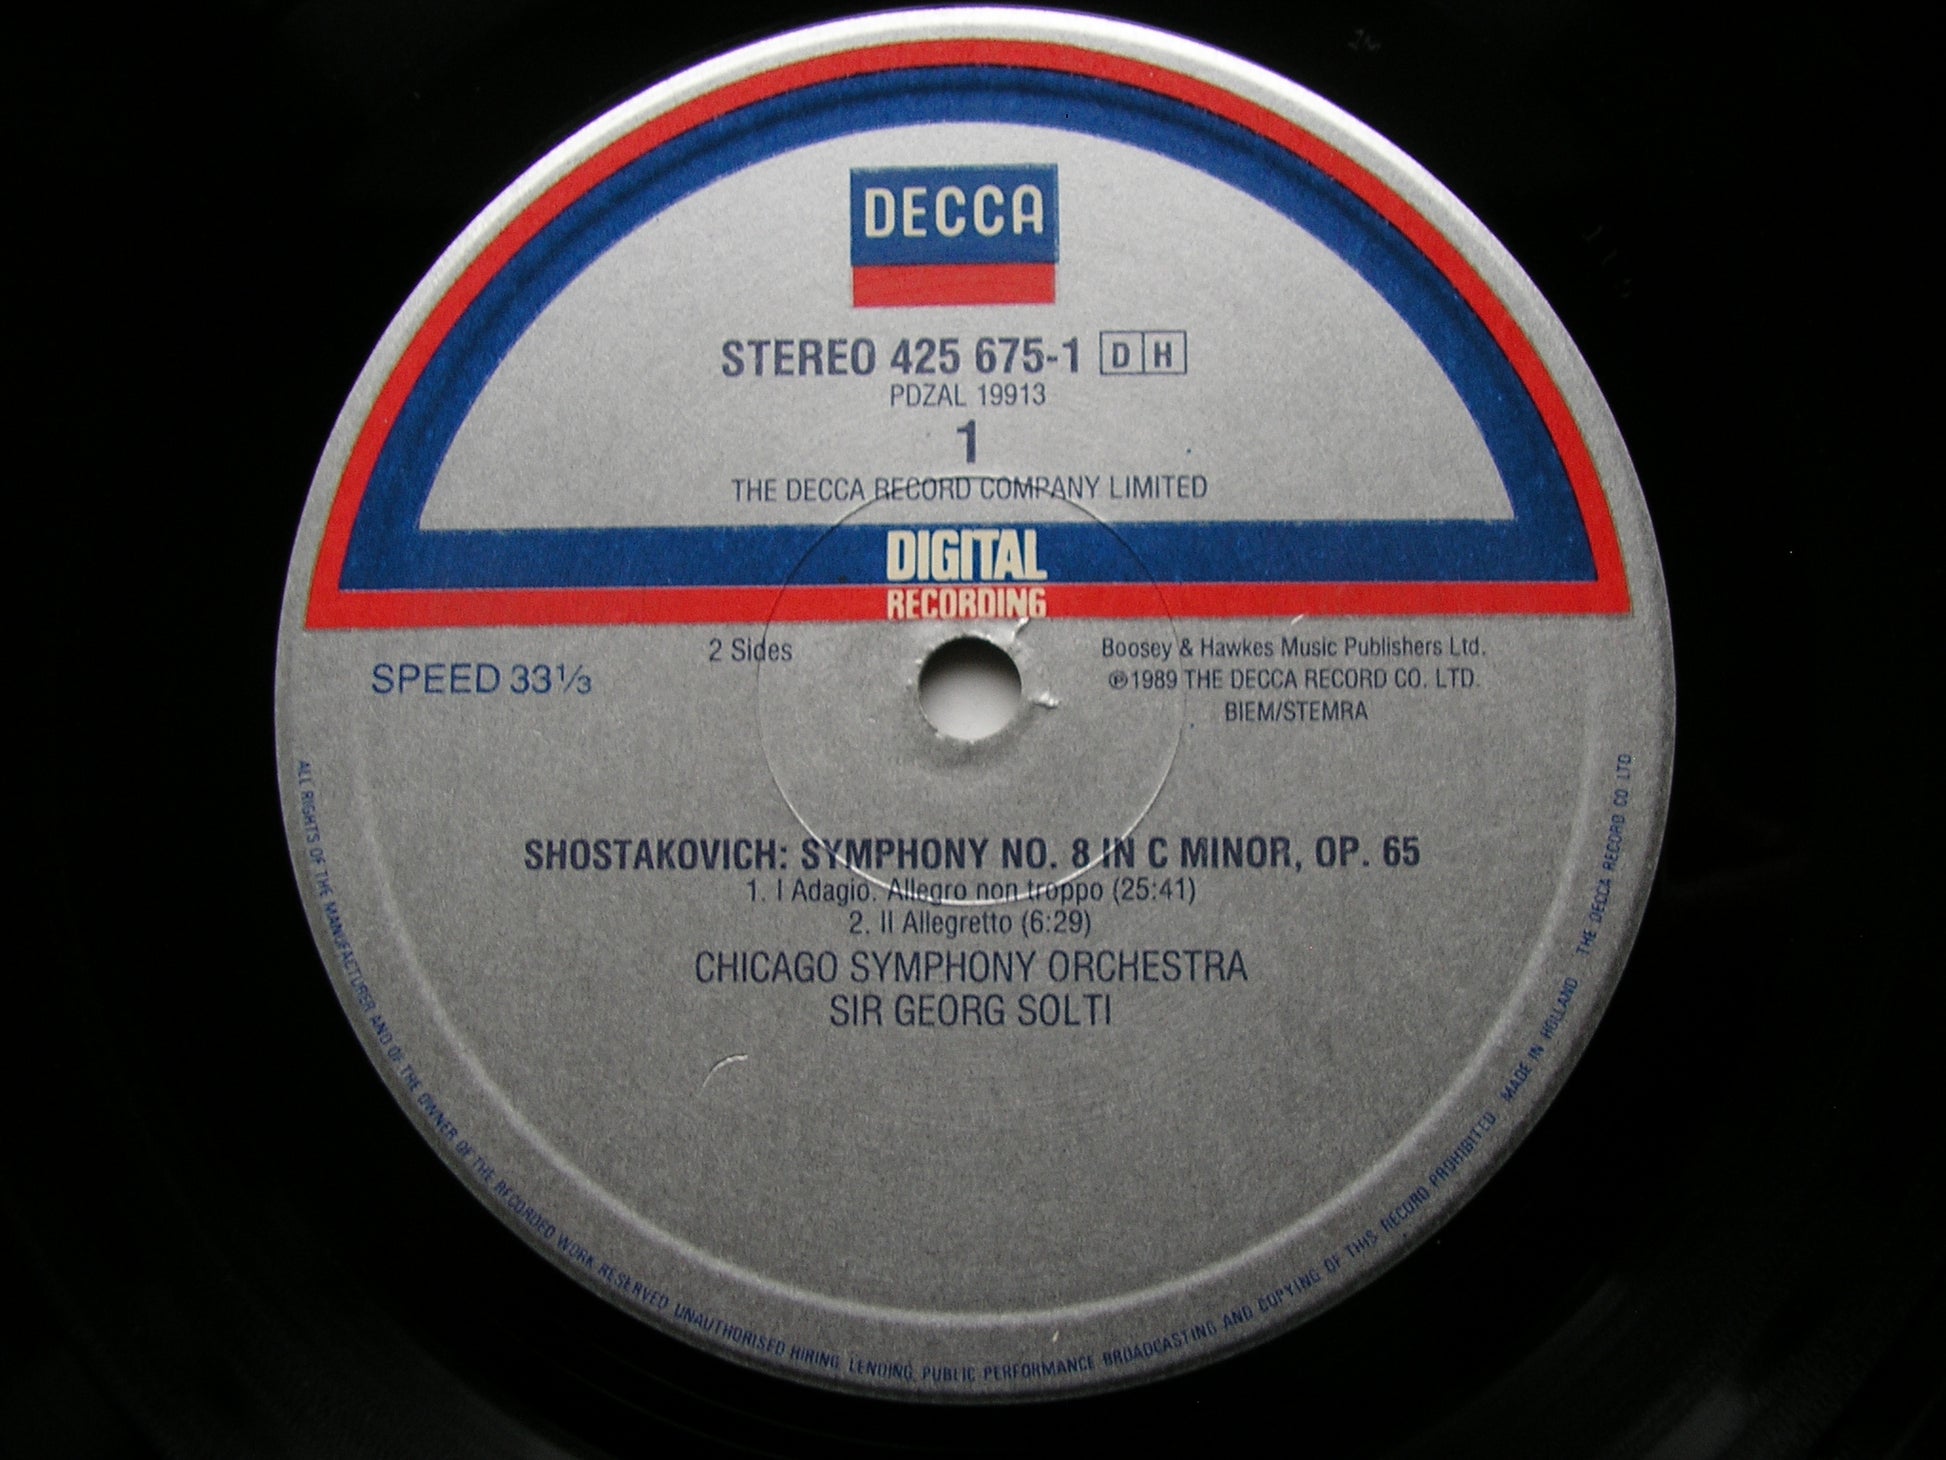 DECCA
STEREO 425 675-1 D H
PDZAL 19913
1
THE DECCA RECORD COMPANY LIMITED
DIGITAL
RECORDING
SPEED 33⅓
2 Sides
Boosey & Hawkes Music Publishers Ltd.
℗1989 THE DECCA RECORD CO. LTD.
BIEM/STEMRA
SHOSTAKOVICH: SYMPHONY NO. 8 IN C MINOR, OP. 65
1. I Adagio. Allegro non troppo (25:41)
2. II Allegretto (6:29)
CHICAGO SYMPHONY ORCHESTRA
SIR GEORG SOLTI
ALL RIGHTS OF THE MANUFACTURER AND OF THE OWNER OF THE RECORDED WORK RESERVED UNAUTHORISED HIRING LENDING PUBLIC PERFORMANCE BROADCASTING AND COPYING OF THIS RECORD PROHIBITED MADE IN HOLLAND THE DECCA RECORD CO LTD